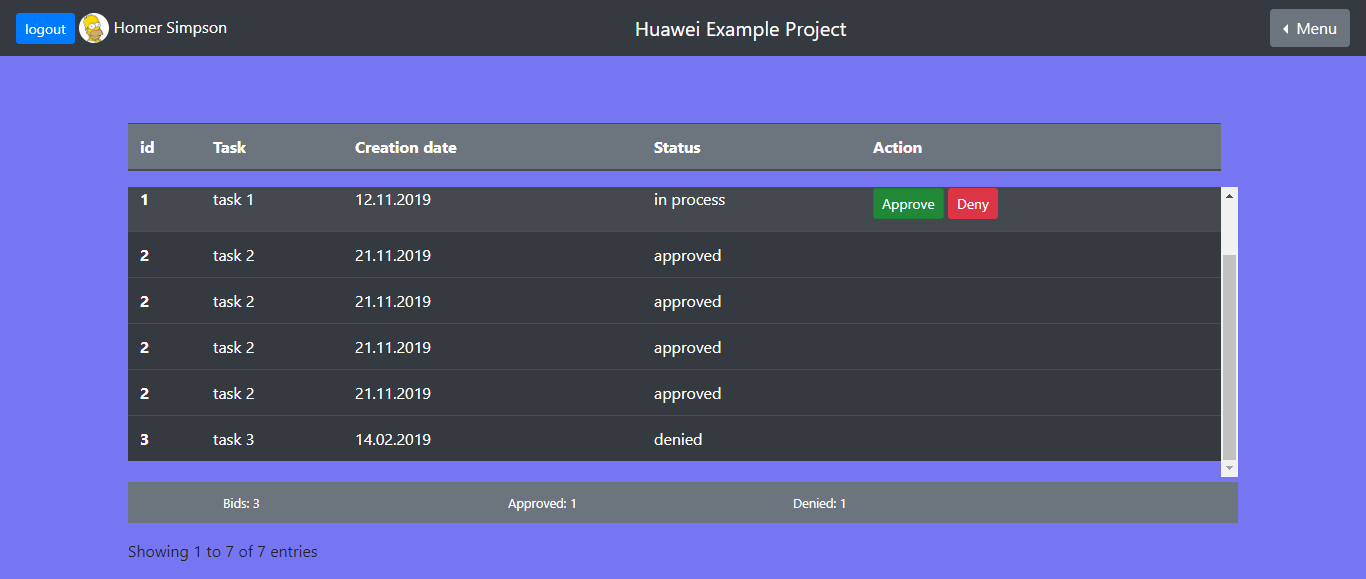 logout Homer Simpson Huawei Example Project Menu
id Task Creation date Status Action
1 task 1 12.11.2019 in process Approve Deny
2 task 2 21.11.2019 approved
2 task 2 21.11.2019 approved
2 task 2 21.11.2019 approved
2 task 2 21.11.2019 approved
3 task 3 14.02.2019 denied
Bids: 3 Approved: 1 Denied: 1
Showing 1 to 7 of 7 entries